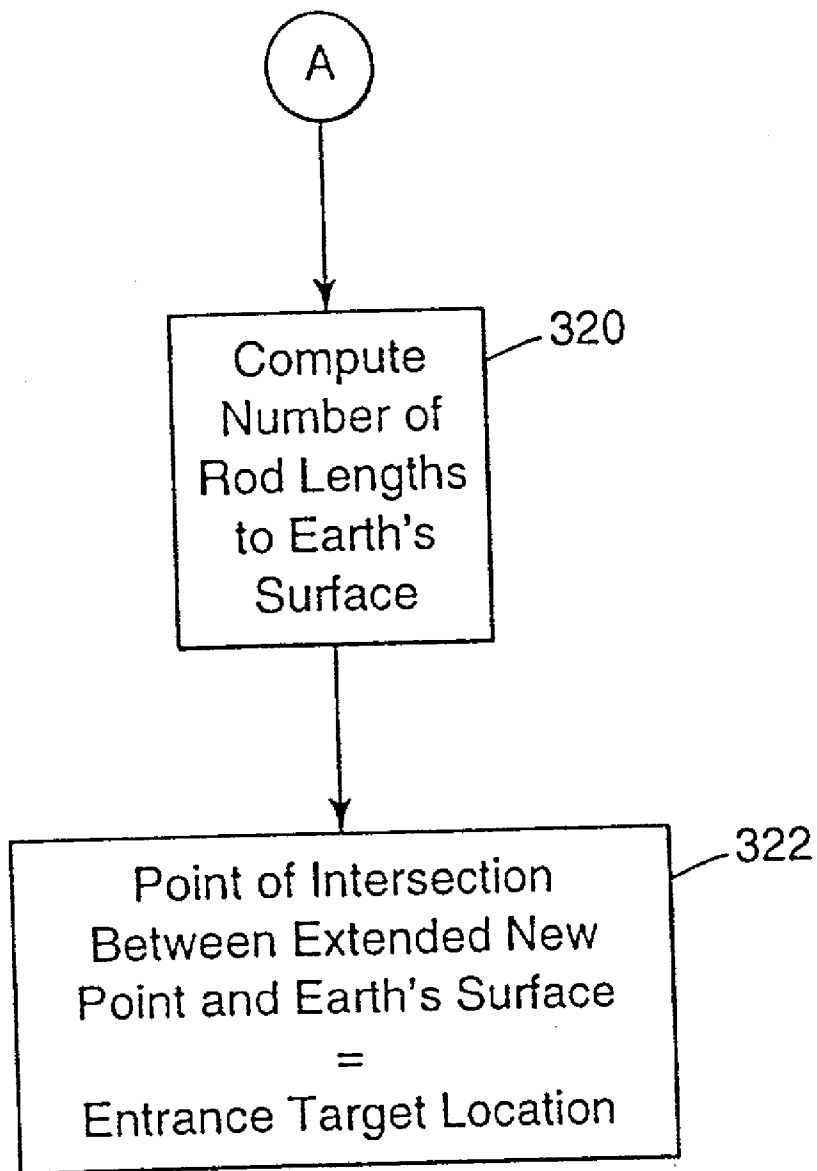 A
320
Compute
Number of
Rod Lengths
to Earth's
Surface
322
Point of Intersection
Between Extended New
Point and Earth's Surface
=
Entrance Target Location